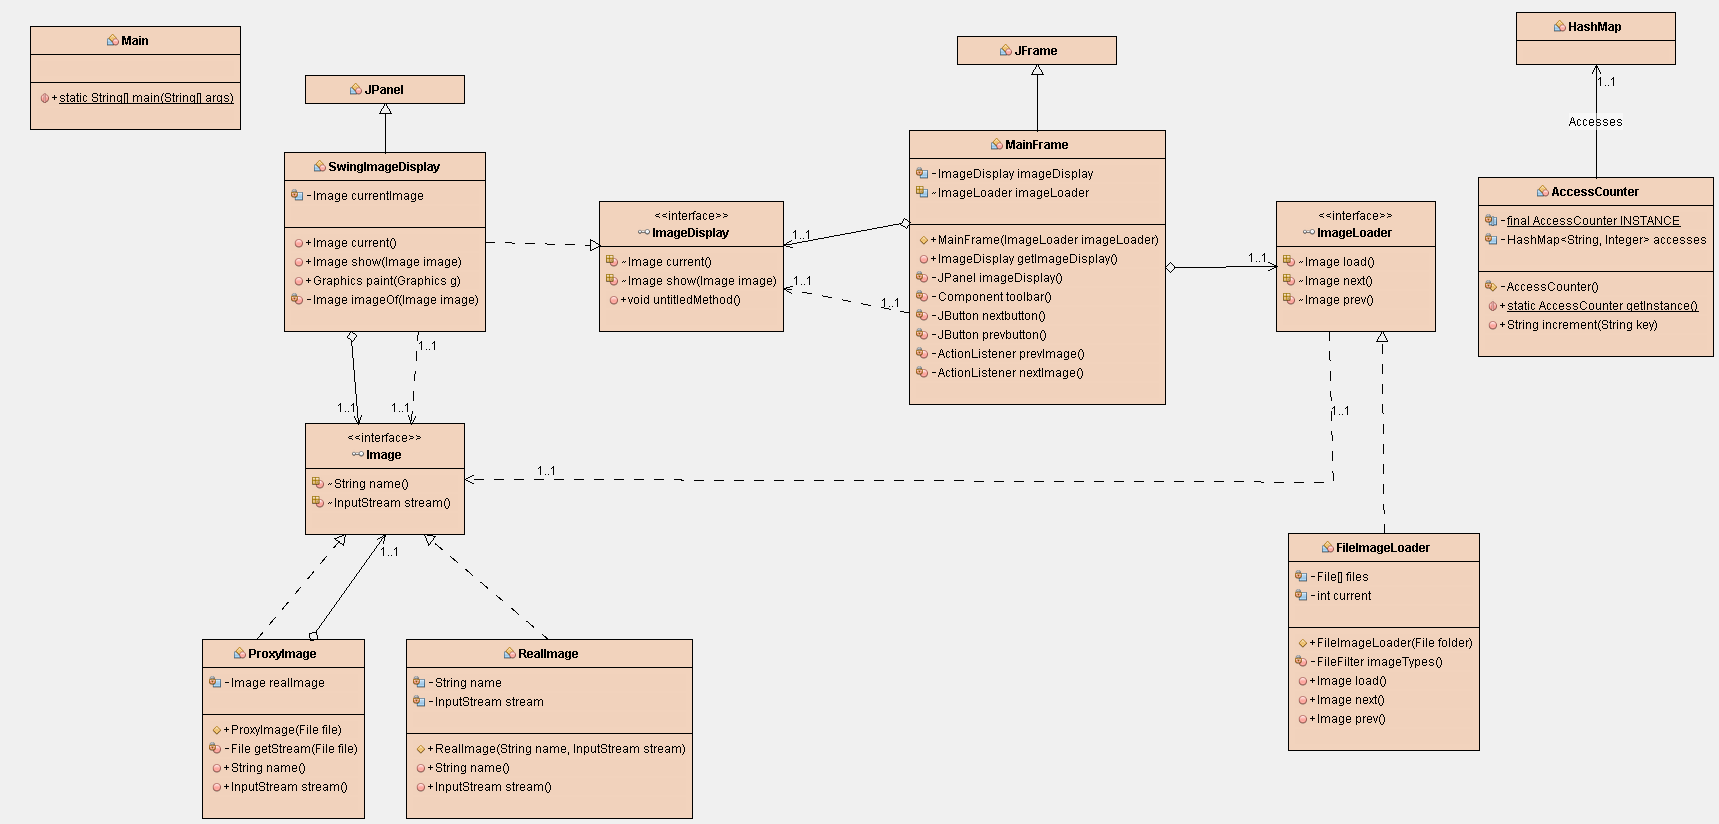 Main
+static String[] main(String[] args)
JPanel
SwingImageDisplay
-Image currentImage
+Image current()
+Image show(Image image)
+Graphics paint(Graphics g)
-Image imageOf(Image image)
1..1
1..1
1..1
<<interface>>
Image
~String name()
~InputStream stream()
1..1
ProxyImage
-Image realImage
+ProxyImage(File file)
-File getStream(File file)
+String name()
+InputStream stream()
RealImage
-String name
-InputStream stream
+RealImage(String name, InputStream stream)
+String name()
+InputStream stream()
<<interface>>
ImageDisplay
~Image current()
~Image show(Image image)
+void untitledMethod()
1..1
1..1
1..1
JFrame
MainFrame
-ImageDisplay imageDisplay
~ImageLoader imageLoader
+MainFrame(ImageLoader imageLoader)
+ImageDisplay getImageDisplay()
-JPanel imageDisplay()
-Component toolbar()
-JButton nextbutton()
-JButton prevbutton()
-ActionListener prevImage()
-ActionListener nextImage()
1..1
<<interface>>
ImageLoader
~Image load()
~Image next()
~Image prev()
1..1
1..1
FileImageLoader
-File[] files
-int current
+FileImageLoader(File folder)
-FileFilter imageTypes()
+Image load()
+Image next()
+Image prev()
HashMap
1..1
Accesses
AccessCounter
-final AccessCounter INSTANCE
-HashMap<String, Integer> accesses
-AccessCounter()
+static AccessCounter getInstance()
+String increment(String key)